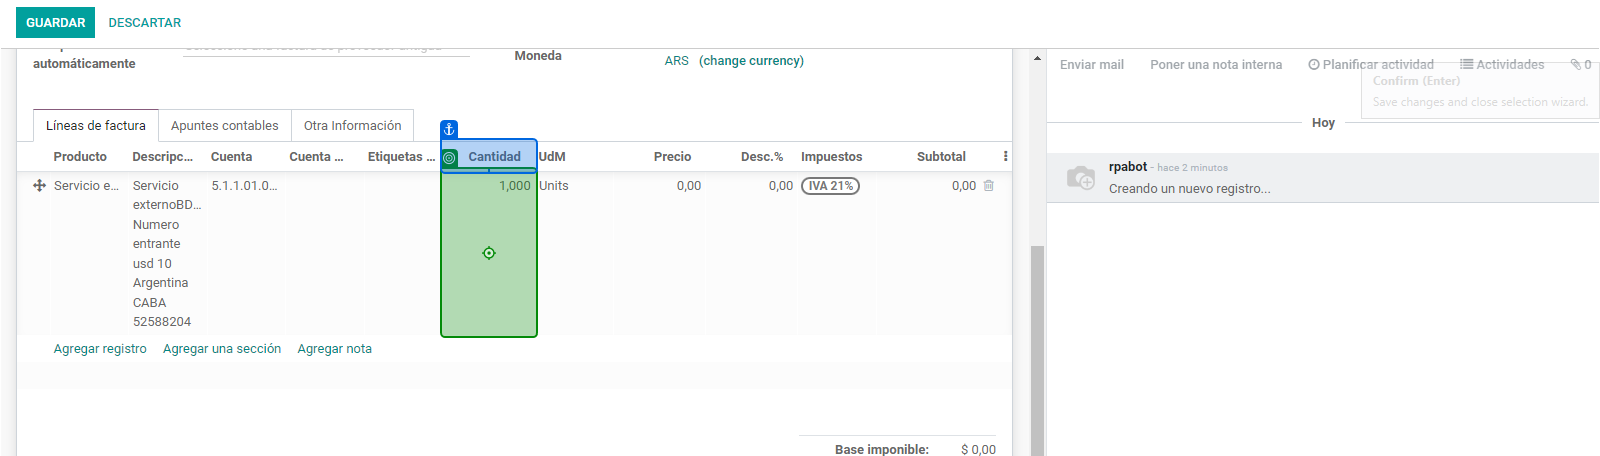 GUARDAR DESCARTAR
automáticamente
Moneda
ARS (change currency)
Enviar mail Poner una nota interna Planificar actividad Actividades 0
Confirm (Enter)
Save changes and close selection wizard.
Hoy
Líneas de factura Apuntes contables Otra Información
Producto Descripc... Cuenta Cuenta ... Etiquetas ... Cantidad UdM Precio Desc.% Impuestos Subtotal
Servicio e... Servicio 5.1.1.01.0... 1,000 Units 0,00 0,00 IVA 21% 0,00
externoBD...
Numero
entrante
usd 10
Argentina
CABA
52588204
rpabot - hace 2 minutos
Creando un nuevo registro...
Agregar registro Agregar una sección Agregar nota
Base imponible: $ 0,00